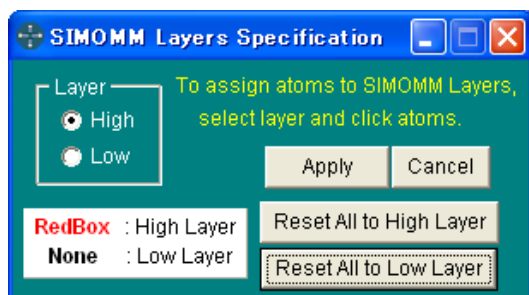 SIMOMM Layers Specification
Layer
High
Low
To assign atoms to SIMOMM Layers,
select layer and click atoms.
Apply
Cancel
RedBox : High Layer
None : Low Layer
Reset All to High Layer
Reset All to Low Layer